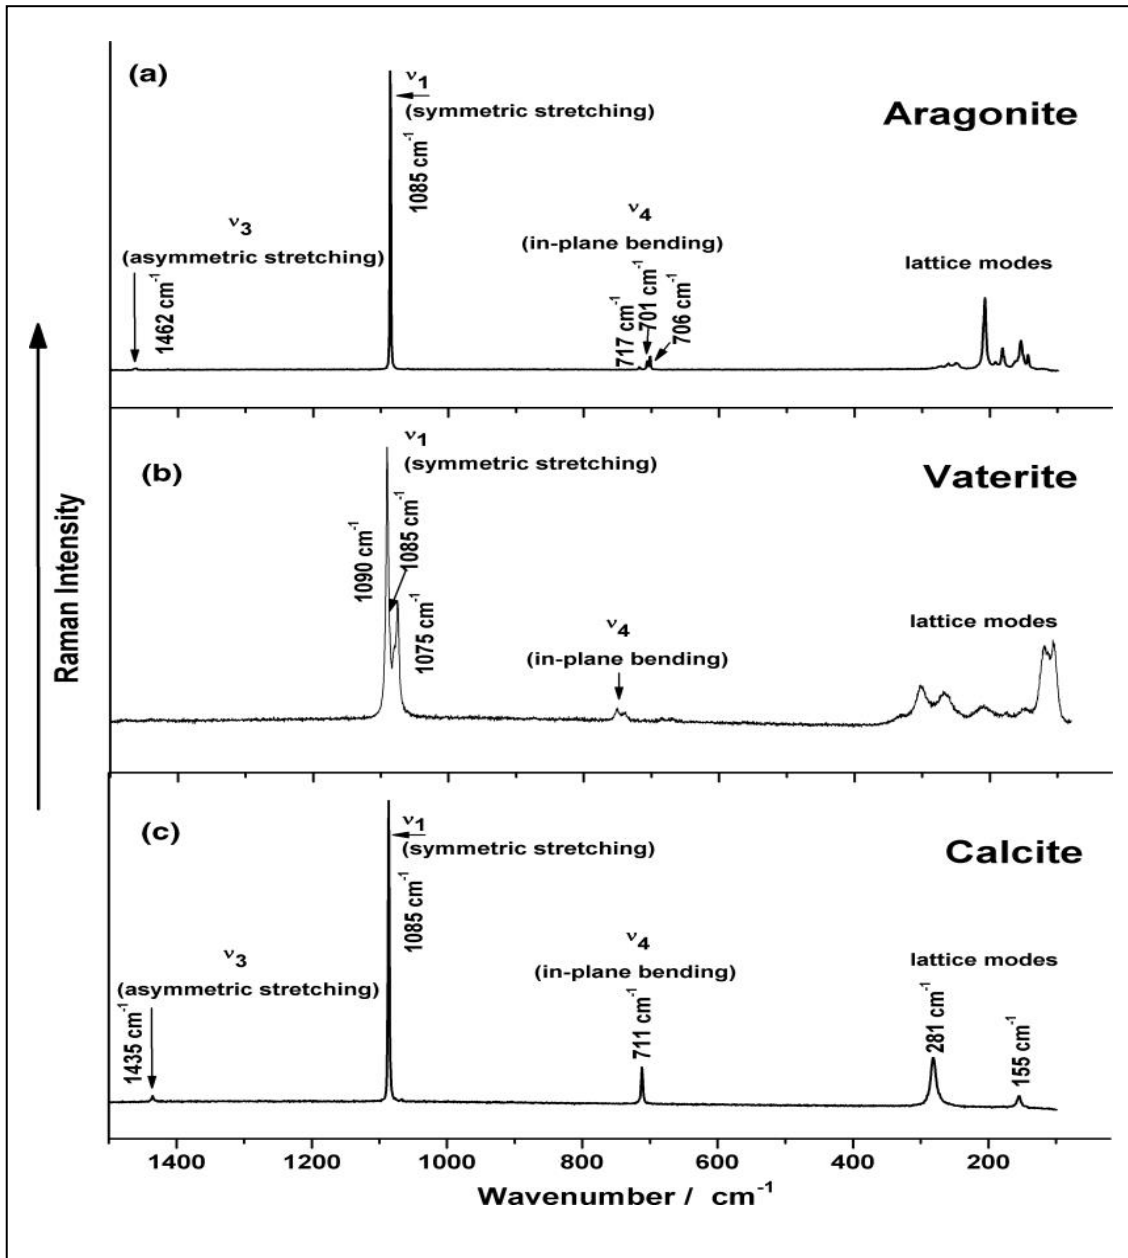 (a)
ν1
(symmetric stretching)
Aragonite
1085 cm-1
ν3
(asymmetric stretching)
1462 cm-1
ν4
(in-plane bending)
717 cm-1
701 cm-1
706 cm-1
lattice modes
(b)
ν1
(symmetric stretching)
Vaterite
1090 cm-1
1085 cm-1
1075 cm-1
ν4
(in-plane bending)
lattice modes
Raman Intensity
(c)
ν1
(symmetric stretching)
Calcite
1085 cm-1
ν3
(asymmetric stretching)
1435 cm-1
ν4
(in-plane bending)
711 cm-1
lattice modes
281 cm-1
155 cm-1
1400 1200 1000 800 600 400 200
Wavenumber / cm-1